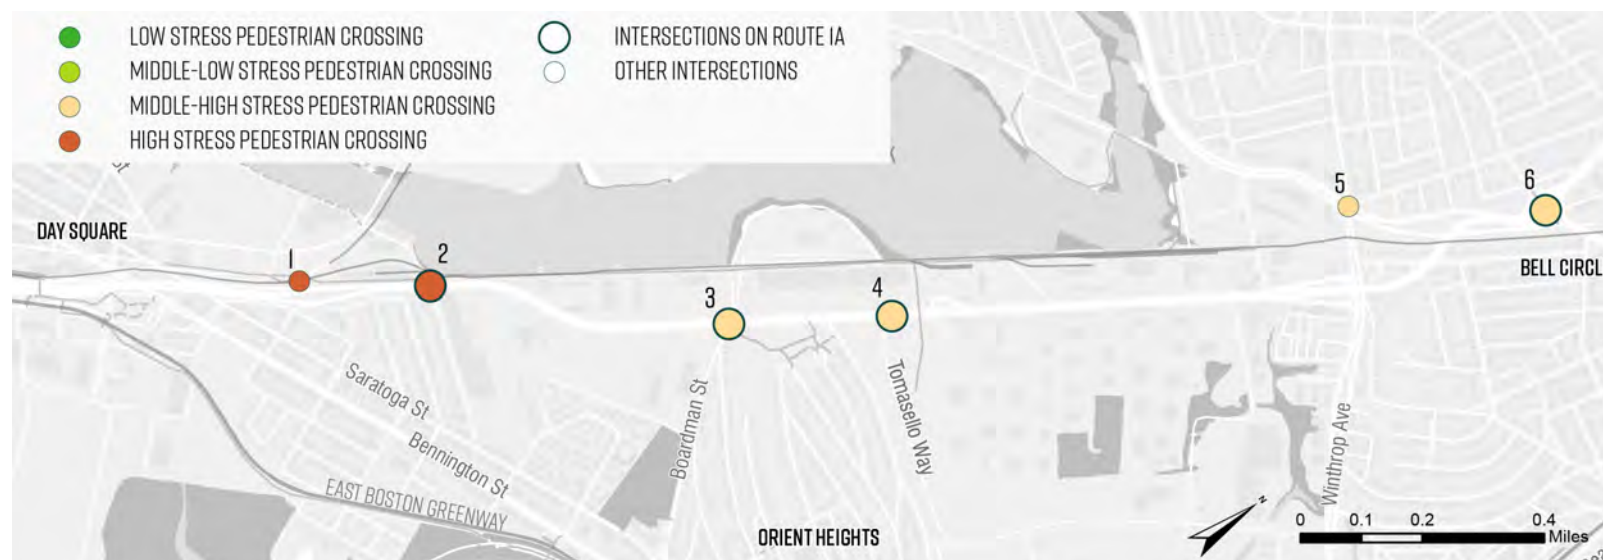 LOW STRESS PEDESTRIAN CROSSING
MIDDLE-LOW STRESS PEDESTRIAN CROSSING
MIDDLE-HIGH STRESS PEDESTRIAN CROSSING
HIGH STRESS PEDESTRIAN CROSSING
INTERSECTIONS ON ROUTE 1A
OTHER INTERSECTIONS
St
DAY SQUARE
1
2
3
4
5
6
BELL CIRCL
Saratoga St
Bennington St
EAST BOSTON GREENWAY
Boardman St
Tomasello Way
Winthrop Ave
ORIENT HEIGHTS
N
0 0.1 0.2 0.4
Miles